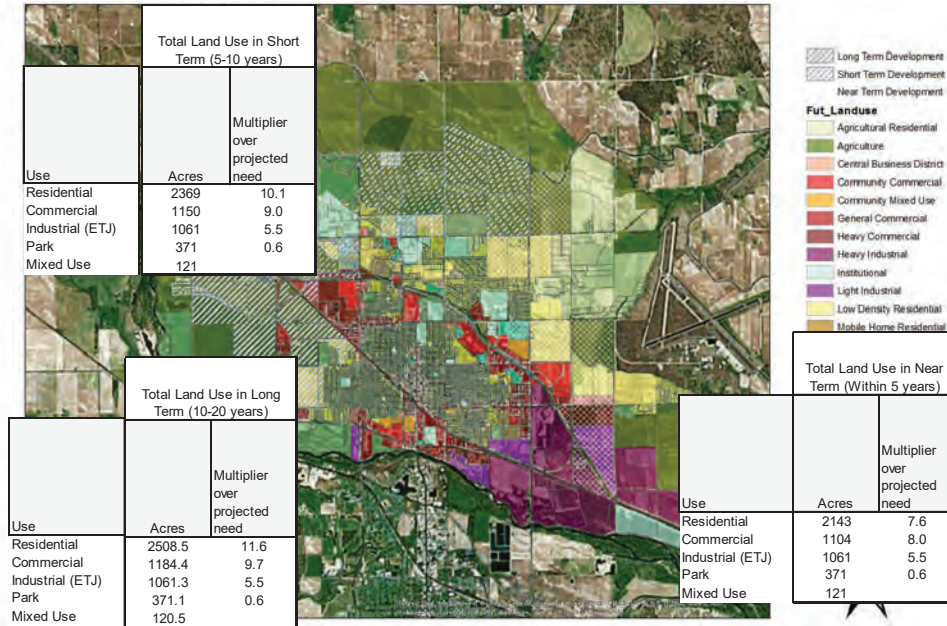 Total Land Use in Short
Term (5-10 years)
Use
Acres
Multiplier
over
projected
need
Residential 2369 10.1
Commercial 1150 9.0
Industrial (ETJ) 1061 5.5
Park 371 0.6
Mixed Use 121
Long Term Development
Short Term Development
Near Term Development
Fut_Landuse
Agricultural Residential
Agriculture
Central Business District
Community Commercial
Community Mixed Use
General Commercial
Heavy Commercial
Heavy Industrial
Institutional
Light Industrial
Low Density Residential
Mobile Home Residential
Total Land Use in Long
Term (10-20 years)
Use
Acres
Multiplier
over
projected
need
Residential 2508.5 11.6
Commercial 1184.4 9.7
Industrial (ETJ) 1061.3 5.5
Park 371.1 0.6
Mixed Use 120.5
Total Land Use in Near
Term (Within 5 years)
Use
Acres
Multiplier
over
projected
need
Residential 2143 7.6
Commercial 1104 8.0
Industrial (ETJ) 1061 5.5
Park 371 0.6
Mixed Use 121